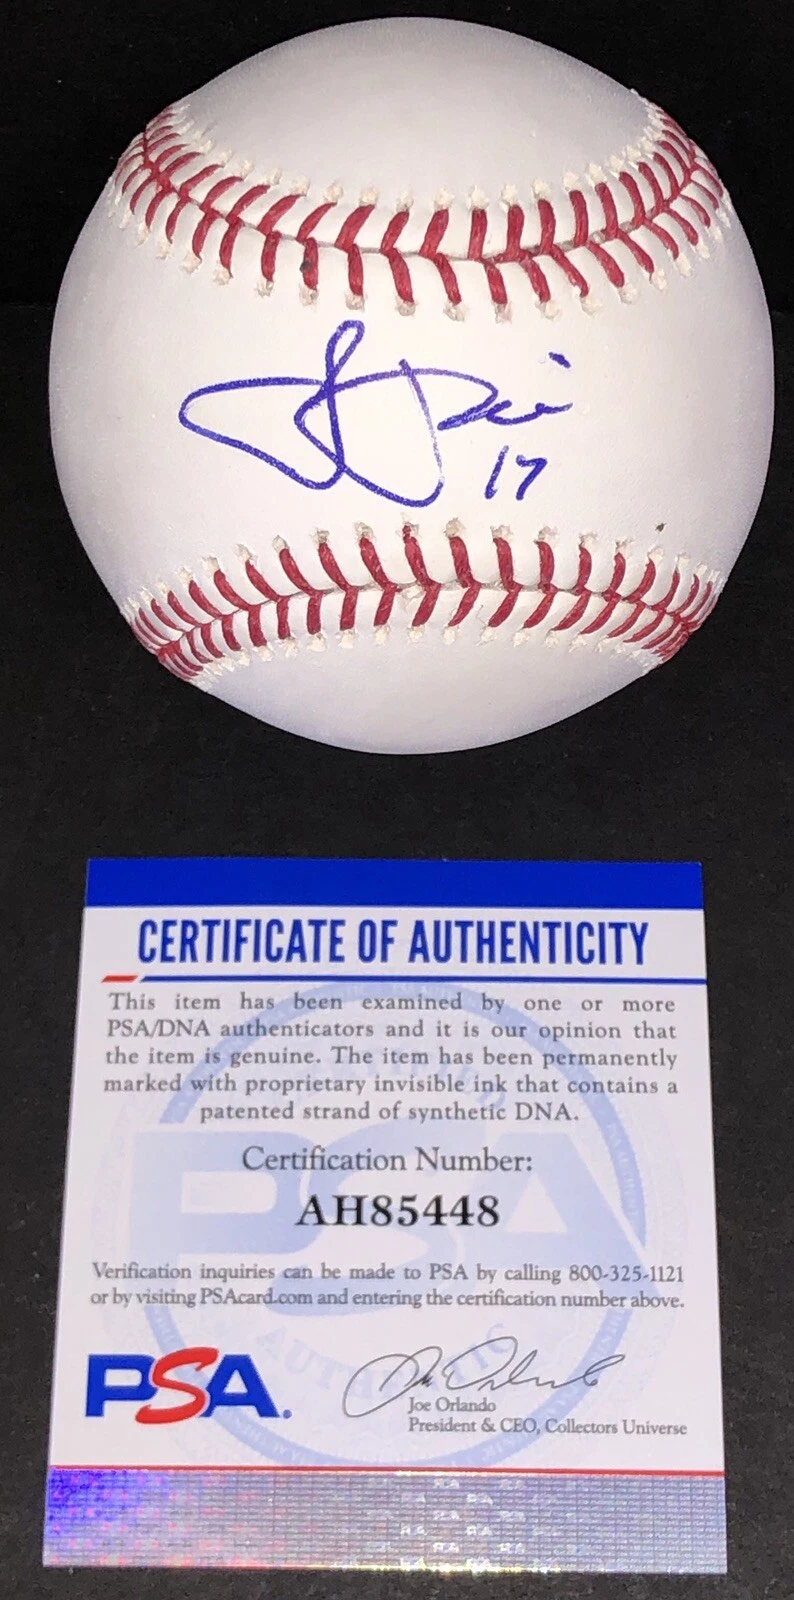 17
CERTIFICATE OF AUTHENTICITY
This item has been examined by one or more
PSA/DNA authenticators and it is our opinion that
the item is genuine. The item has been permanently
marked with proprietary invisible ink that contains a
patented strand of synthetic DNA.
Certification Number:
AH85448
Verification inquiries can be made to PSA by calling 800-325-1121
or by visiting PSAcard.com and entering the certification number above.
PSA.
Joe Orlando
President & CEO, Collectors Universe